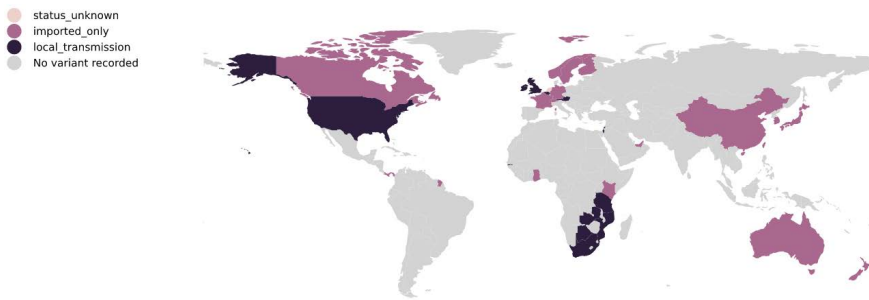 status_unknown
imported_only
local_transmission
No variant recorded